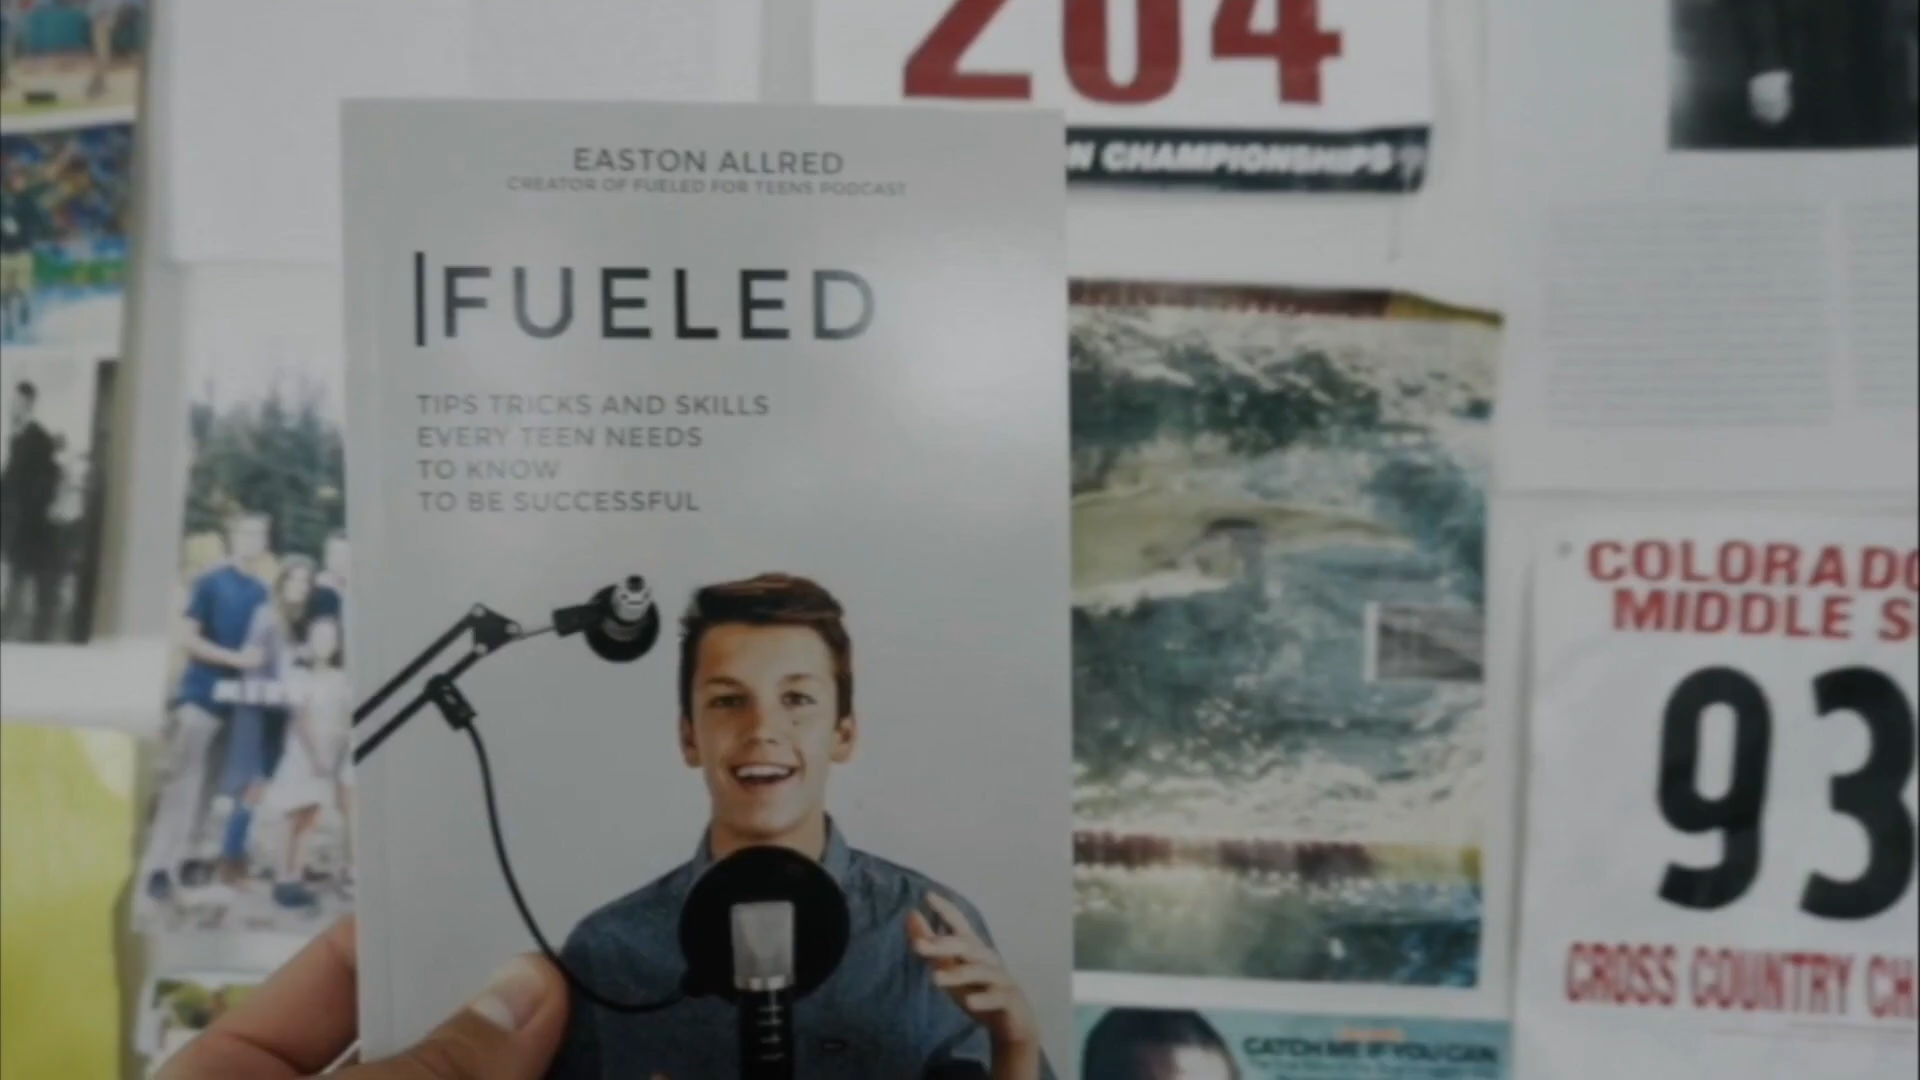 204
N CHAMPIONSHIPS
EASTON ALLRED
CREATOR OF FUELED FOR TEENS PODCAST
FUELED
TIPS TRICKS AND SKILLS
EVERY TEEN NEEDS
TO KNOW
TO BE SUCCESSFUL
COLORADO
MIDDLE S
93
CROSS COUNTRY CH
CATCH ME IF YOU CAN